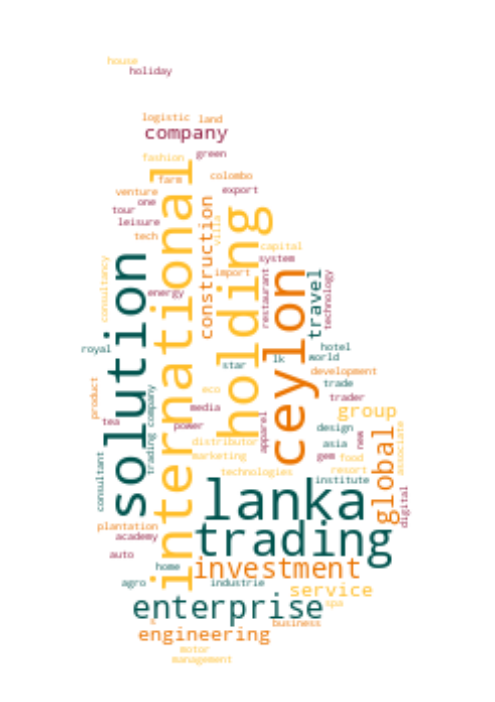 house
holiday
logistic land
company
fashion green
farm colombo
venture export
one
tour
leisure
tech
international
holding
construction
villa
capital
system
solution
consultancy
import
restaurant
ceylon
travel
technology
energy
royal
hotel
lk world
star
development
product
trade
eco
trader
media
group
tea
trading company
power
apparel
design
distributor
asia
new
associate
marketing
gem food
global
consultant
technologies
resort
institute
lanka
digital
plantation
trading
academy
auto
home
investment
agro
industrie
service
enterprise
spa
business
engineering
motor
management